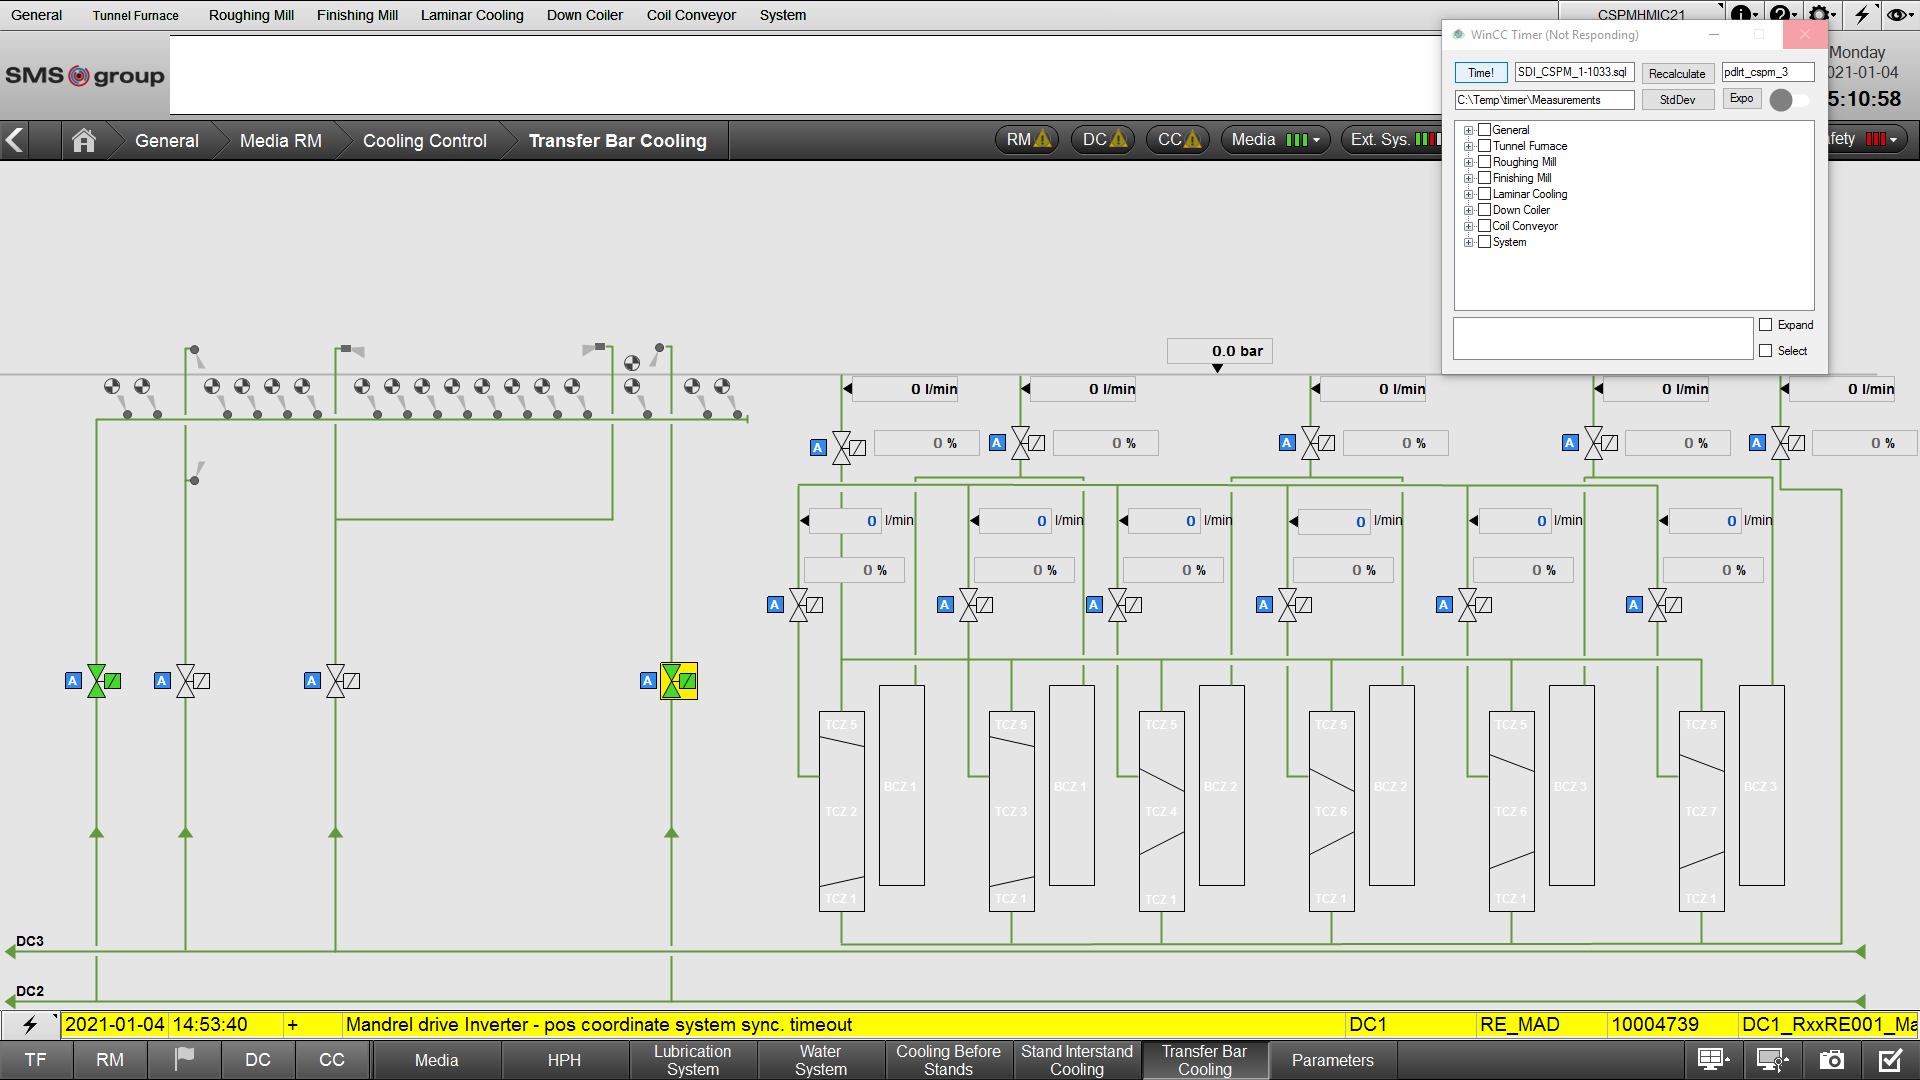 General Tunnel Furnace Roughing Mill Finishing Mill Laminar Cooling Down Coiler Coil Conveyor System CSPMHMIC21
WinCC Timer (Not Responding)
SMS group
Monday
021-01-04
5:10:58
Time! SDI_CSPM_1-1033.sql Recalculate pdlrt_cspm_3
C:\Temp\timer\Measurements StdDev Expo
General
Tunnel Furnace
Roughing Mill
Finishing Mill
Laminar Cooling
Down Coiler
Coil Conveyor
System
Expand
Select
General Media RM Cooling Control Transfer Bar Cooling RM DC CC Media Ext. Sys. fety
0.0 bar
0 l/min 0 l/min 0 l/min 0 l/min 0 l/min
A 0 % A 0 % A 0 % A 0 % A 0 %
0 l/min 0 l/min 0 l/min 0 l/min 0 l/min 0 l/min
0 % 0 % 0 % 0 % 0 % 0 %
A A A A A A
A A A A
TCZ 5 TCZ 5 TCZ 5 TCZ 5 TCZ 5 TCZ 5
BCZ 1 BCZ 1 BCZ 2 BCZ 2 BCZ 3 BCZ 3
TCZ 2 TCZ 3 TCZ 4 TCZ 6 TCZ 6 TCZ 7
TCZ 1 TCZ 1 TCZ 1 TCZ 1 TCZ 1 TCZ 1
DC3
DC2
2021-01-04 14:53:40 + Mandrel drive Inverter - pos coordinate system sync. timeout DC1 RE_MAD 10004739 DC1_RxxRE001_Ma
TF RM DC CC Media HPH Lubrication System Water System Cooling Before Stands Stand Interstand Cooling Transfer Bar Cooling Parameters